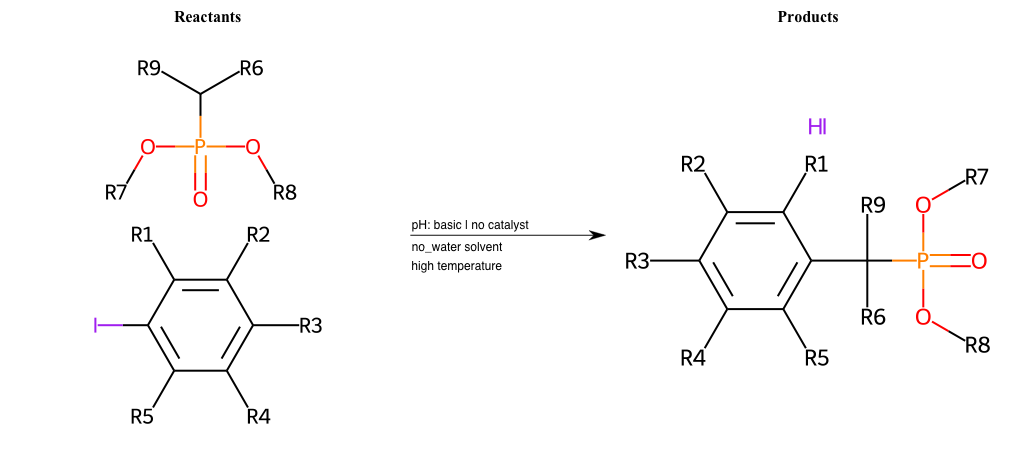 Reactants
Products
R9 R6
O P O
R7 O R8
R1 R2
I R3
R5 R4
pH: basic | no catalyst
no_water solvent
high temperature
HI
R2 R1 R7
R9 O
R3 P O
R6 O
R4 R5 R8